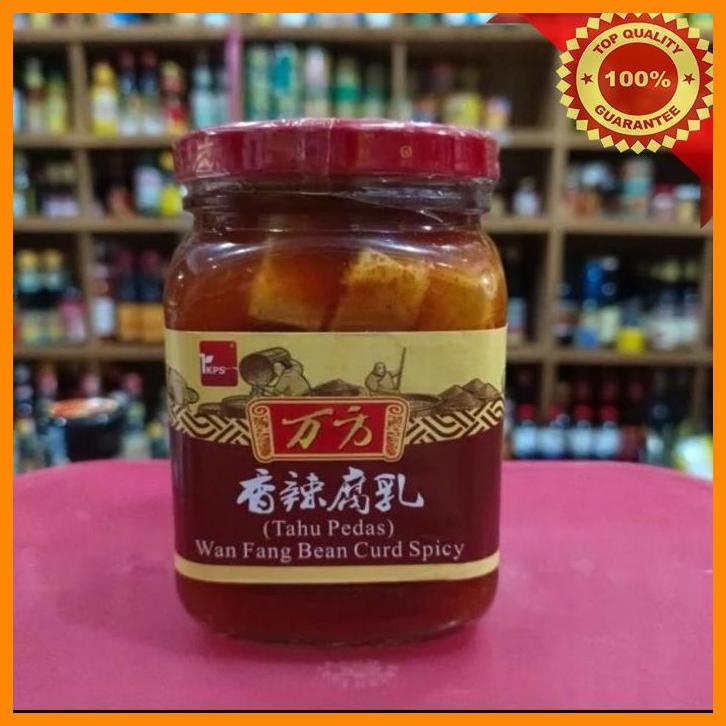 TOP QUALITY
100%
GUARANTEE
KPS
万方
香辣腐乳
(Tahu Pedas)
Wan Fang Bean Curd Spicy